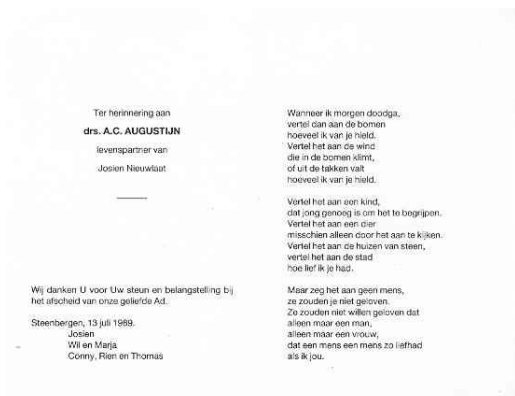 Ter herinnering aan
drs. A.C. AUGUSTIJN
levenspartner van
Josien Nieuwlaat
Wij danken U voor Uw steun en belangstelling bij
het afscheid van onze geliefde Ad.
Steenbergen, 13 juli 1989.
Josien
Wil en Marja
Conny, Rien en Thomas
Wanneer ik morgen doodga,
vertel dan aan de bomen
hoeveel ik van je hield.
Vertel het aan de wind
die in de bomen klimt,
of uit de takken valt
hoeveel ik van je hield.
Vertel het aan een kind,
dat jong genoeg is om het te begrijpen.
Vertel het aan een dier
misschien alleen door het aan te kijken.
Vertel het aan de huizen van steen,
vertel het aan de stad
hoe lief ik je had.
Maar zeg het aan geen mens,
ze zouden je niet geloven.
Ze zouden niet willen geloven dat
alleen maar een man,
alleen maar een vrouw,
dat een mens een mens zo liefhad
als ik jou.